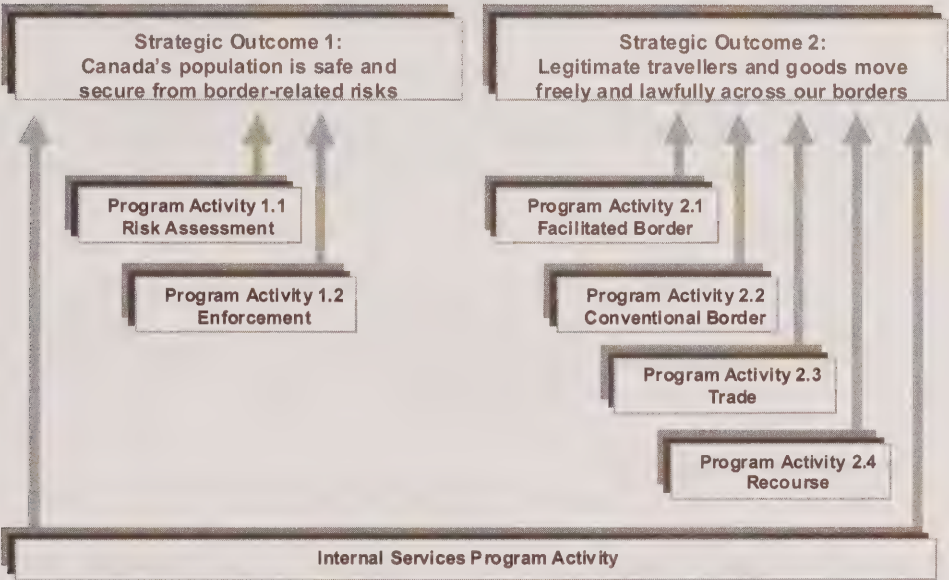 Strategic Outcome 1:
Canada's population is safe and
secure from border-related risks
Strategic Outcome 2:
Legitimate travellers and goods move
freely and lawfully across our borders
Program Activity 1.1
Risk Assessment
Program Activity 1.2
Enforcement
Program Activity 2.1
Facilitated Border
Program Activity 2.2
Conventional Border
Program Activity 2.3
Trade
Program Activity 2.4
Recourse
Internal Services Program Activity